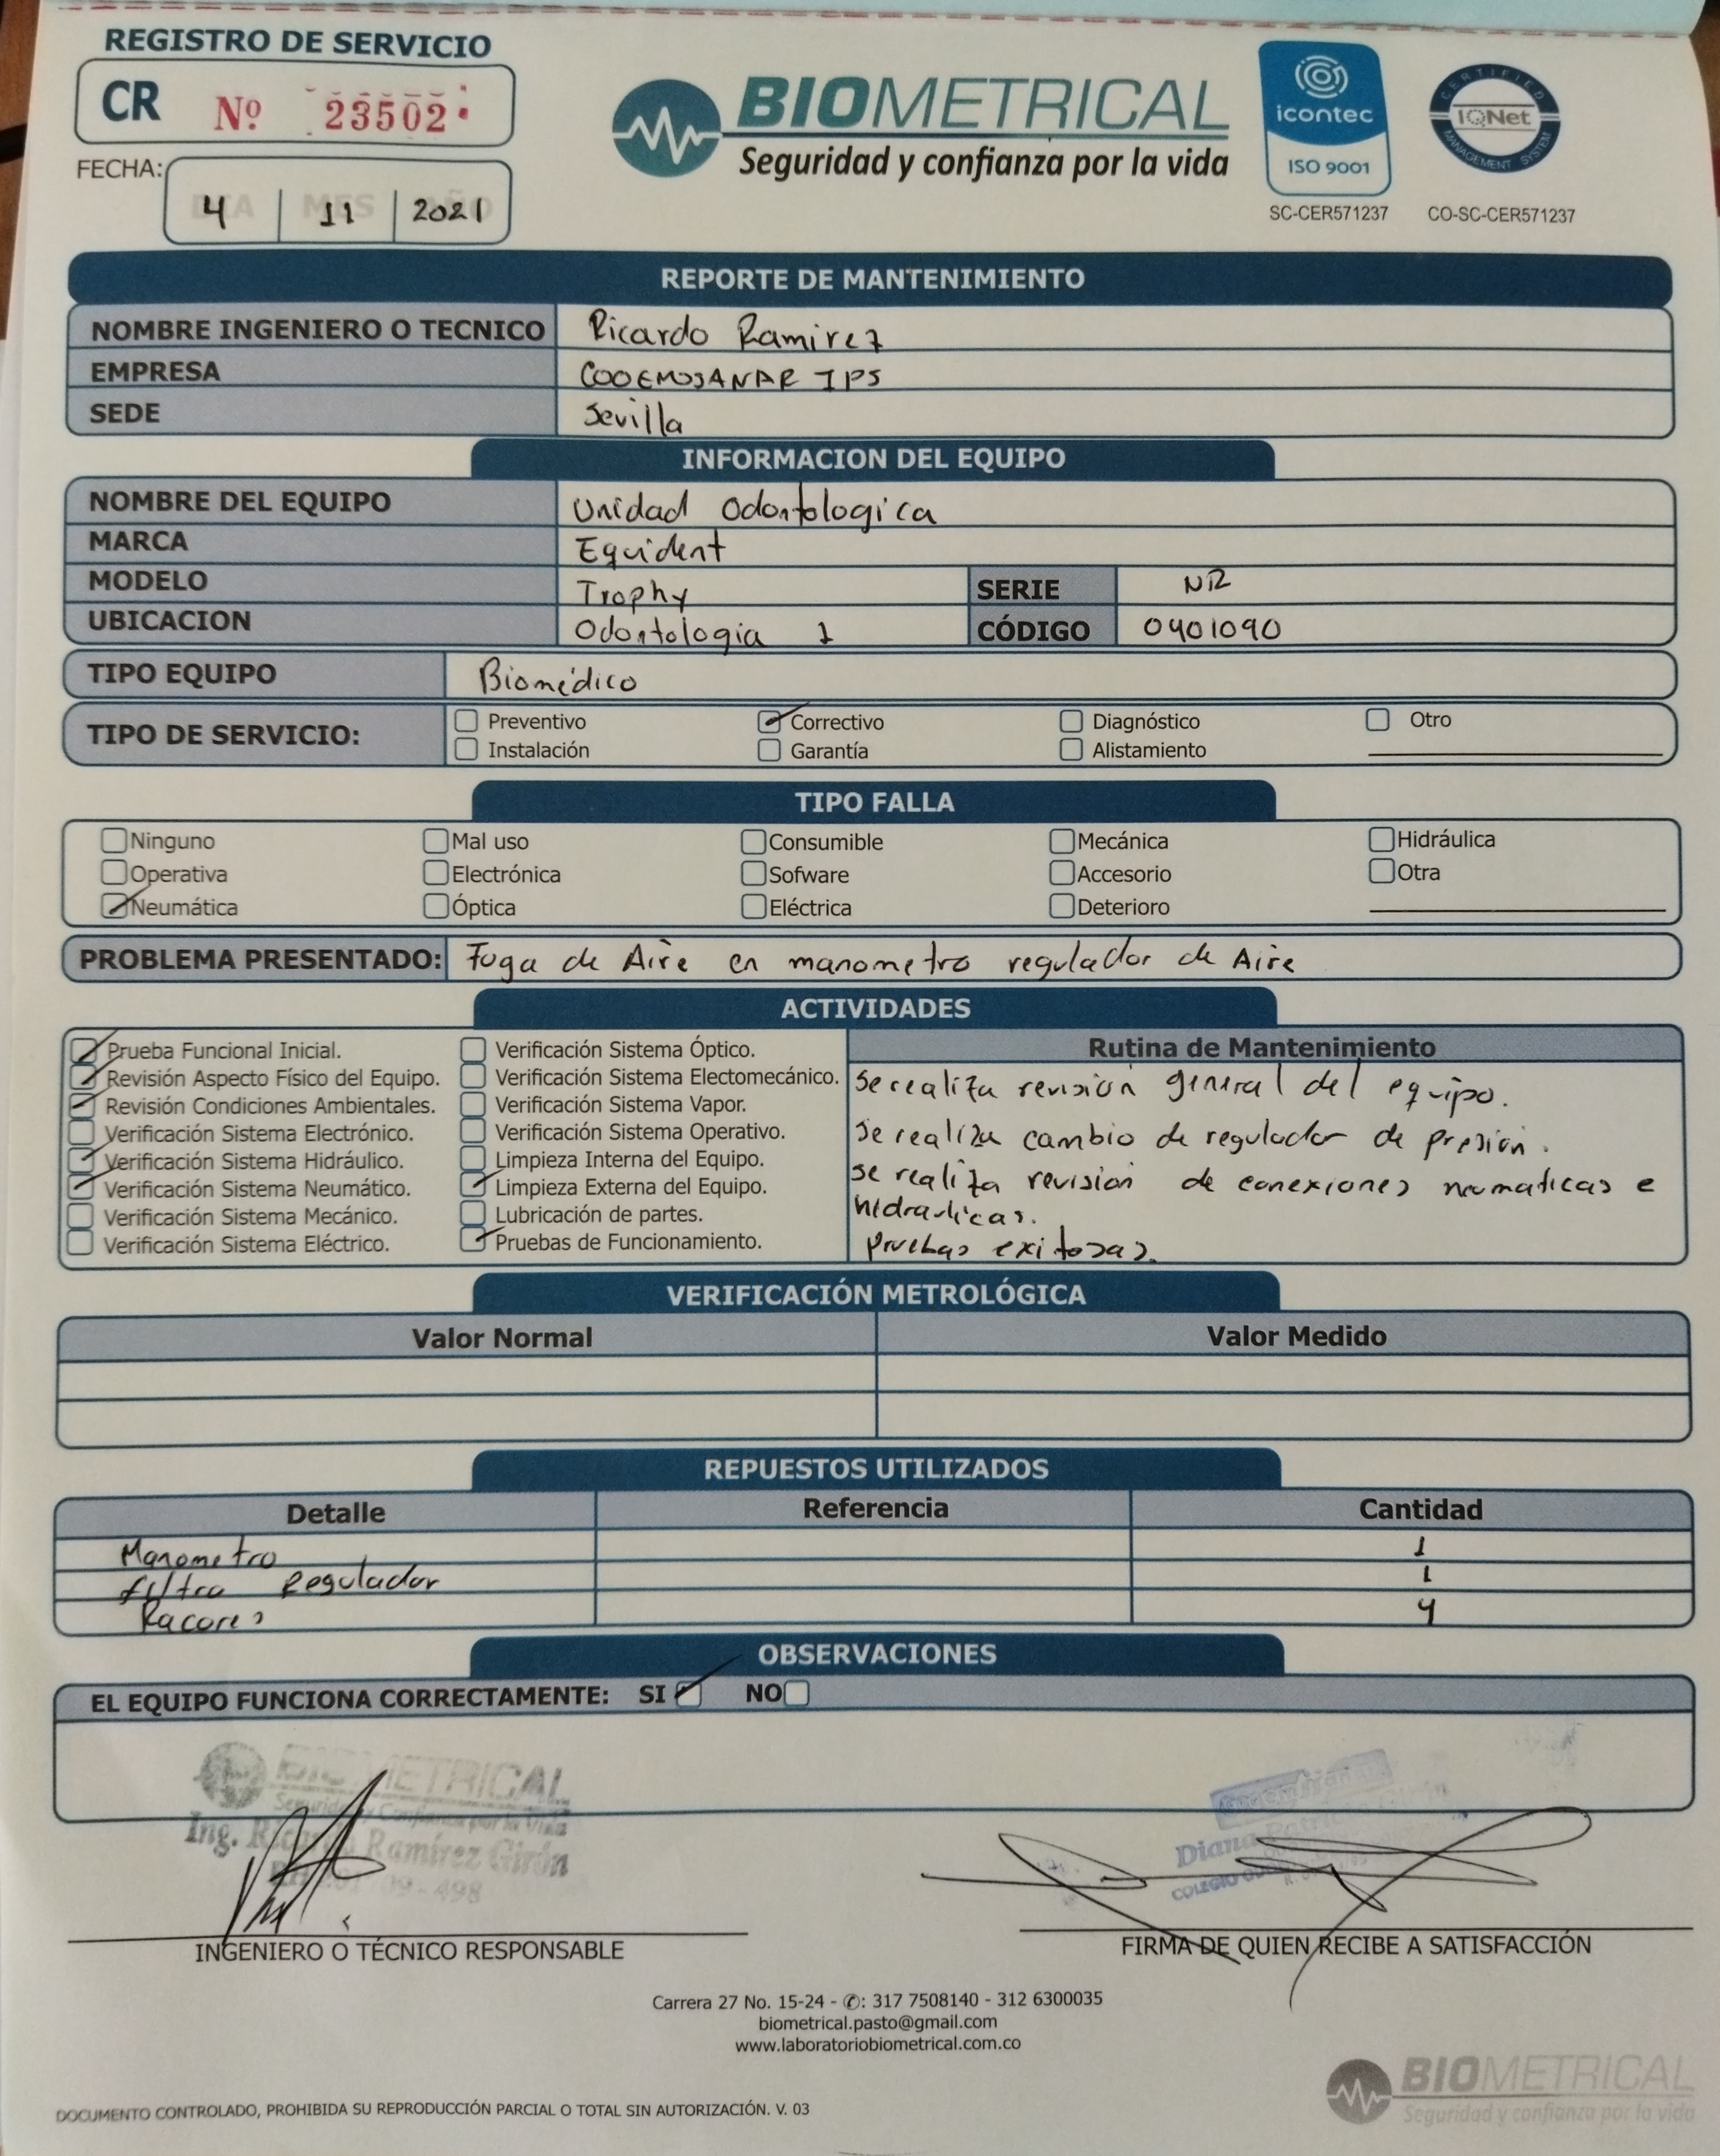 REGISTRO DE SERVICIO
CR Nº 23502
FECHA: DIA MES AÑO
4 11 2021
BIOMETRICAL
Seguridad y confianza por la vida
icontec
ISO 9001
SC-CER571237
CERTIFIED
IQNet
MANAGEMENT SYSTEM
CO-SC-CER571237
REPORTE DE MANTENIMIENTO
NOMBRE INGENIERO O TECNICO Ricardo Ramirez
EMPRESA CODEMSANAR IPS
SEDE Sevilla
INFORMACION DEL EQUIPO
NOMBRE DEL EQUIPO Unidad Odontologica
MARCA Equident
MODELO Trophy SERIE NR
UBICACION Odontologia 1 CÓDIGO 0401090
TIPO EQUIPO Biomédico
TIPO DE SERVICIO: Preventivo Correctivo Diagnóstico Otro
Instalación Garantía Alistamiento
TIPO FALLA
Ninguno Mal uso Consumible Mecánica Hidráulica
Operativa Electrónica Sofware Accesorio Otra
Neumática Óptica Eléctrica Deterioro
PROBLEMA PRESENTADO: Fuga de Aire en manometro regulador de Aire
ACTIVIDADES
Prueba Funcional Inicial.
Revisión Aspecto Físico del Equipo.
Revisión Condiciones Ambientales.
Verificación Sistema Electrónico.
Verificación Sistema Hidráulico.
Verificación Sistema Neumático.
Verificación Sistema Mecánico.
Verificación Sistema Eléctrico.
Verificación Sistema Óptico.
Verificación Sistema Electomecánico.
Verificación Sistema Vapor.
Verificación Sistema Operativo.
Limpieza Interna del Equipo.
Limpieza Externa del Equipo.
Lubricación de partes.
Pruebas de Funcionamiento.
Rutina de Mantenimiento
se realiza revisión general del equipo.
se realiza cambio de regulador de presión.
se realiza revisión de conexiones neumaticas e
hidraulicas.
pruebas exitosas.
VERIFICACIÓN METROLÓGICA
Valor Normal Valor Medido
REPUESTOS UTILIZADOS
Detalle Referencia Cantidad
Manometro 1
filtro Regulador 1
Racores 4
OBSERVACIONES
EL EQUIPO FUNCIONA CORRECTAMENTE: SI NO
BIOMETRICAL
Seguridad y Confianza por la Vida
Ing. Ricardo Ramírez Girón
Diana
COLEGIO
INGENIERO O TÉCNICO RESPONSABLE
FIRMA DE QUIEN RECIBE A SATISFACCIÓN
Carrera 27 No. 15-24 - ✆: 317 7508140 - 312 6300035
biometrical.pasto@gmail.com
www.laboratoriobiometrical.com.co
BIOMETRICAL
Seguridad y confianza por la vida
DOCUMENTO CONTROLADO, PROHIBIDA SU REPRODUCCIÓN PARCIAL O TOTAL SIN AUTORIZACIÓN. V. 03